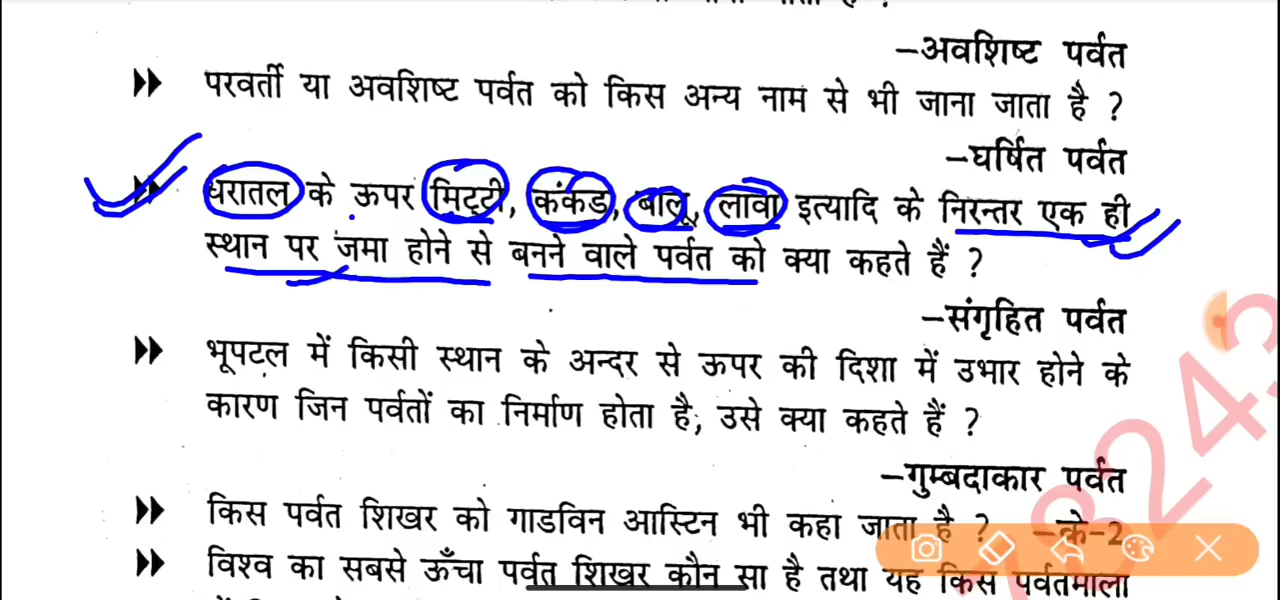 –अवशिष्ट पर्वत
परवर्ती या अवशिष्ट पर्वत को किस अन्य नाम से भी जाना जाता है ?
–घर्षित पर्वत
धरातल के ऊपर मिट्टी, कंकड, बालू, लावा इत्यादि के निरन्तर एक ही
स्थान पर जमा होने से बनने वाले पर्वत को क्या कहते हैं ?
–संगृहित पर्वत
भूपटल में किसी स्थान के अन्दर से ऊपर की दिशा में उभार होने के
कारण जिन पर्वतों का निर्माण होता है, उसे क्या कहते हैं ?
–गुम्बदाकार पर्वत
किस पर्वत शिखर को गाडविन आस्टिन भी कहा जाता है ? –के-2
विश्व का सबसे ऊँचा पर्वत शिखर कौन सा है तथा यह किस पर्वतमाला